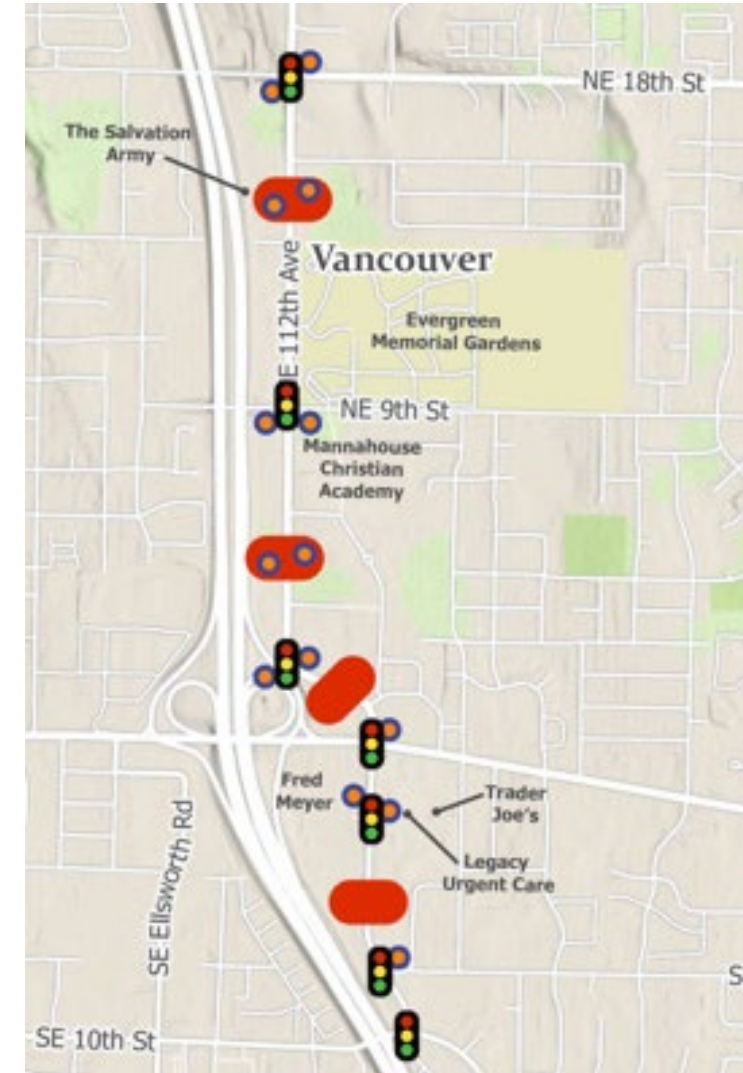 NE 18th St
The Salvation
Army
Vancouver
E 112th Ave
Evergreen
Memorial Gardens
NE 9th St
Mannahouse
Christian
Academy
Fred
Meyer
Trader
Joe's
Legacy
Urgent Care
SE Ellsworth Rd
S
SE 10th St